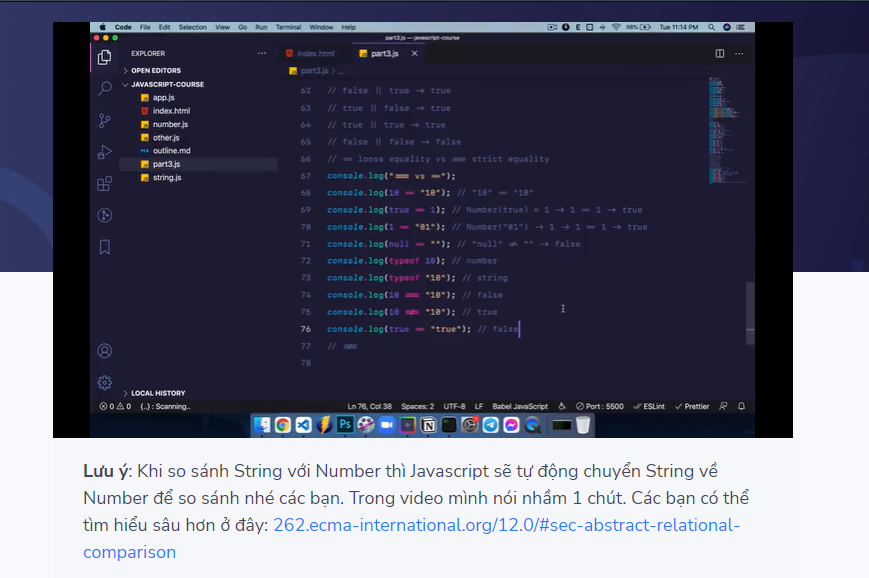 Code File Edit Selection View Go Run Terminal Window Help 98% Tue 11:14 PM
part3.js — javascript-course
EXPLORER
OPEN EDITORS
JAVASCRIPT-COURSE
app.js
index.html
number.js
other.js
outline.md
part3.js
string.js
LOCAL HISTORY
index.html part3.js
part3.js > ...
62 // false || true → true
63 // true || false → true
64 // true || true → true
65 // false || false → false
66 // == loose equality vs === strict equality
67 console.log("=== vs ==");
68 console.log(10 == "10"); // "10" == "10"
69 console.log(true == 1); // Number(true) = 1 → 1 == 1 → true
70 console.log(1 == "01"); // Number("01") → 1 → 1 == 1 → true
71 console.log(null == ""); // "null" != "" → false
72 console.log(typeof 10); // number
73 console.log(typeof "10"); // string
74 console.log(10 === "10"); // false
75 console.log(10 !== "10"); // true
76 console.log(true == "true"); // false
77 // !==
78
0 0 {..} : Scanning.. Ln 76, Col 38 Spaces: 2 UTF-8 LF Babel JavaScript Port : 5500 ESLint Prettier
Lưu ý: Khi so sánh String với Number thì Javascript sẽ tự động chuyển String về
Number để so sánh nhé các bạn. Trong video mình nói nhầm 1 chút. Các bạn có thể
tìm hiểu sâu hơn ở đây: 262.ecma-international.org/12.0/#sec-abstract-relational-
comparison